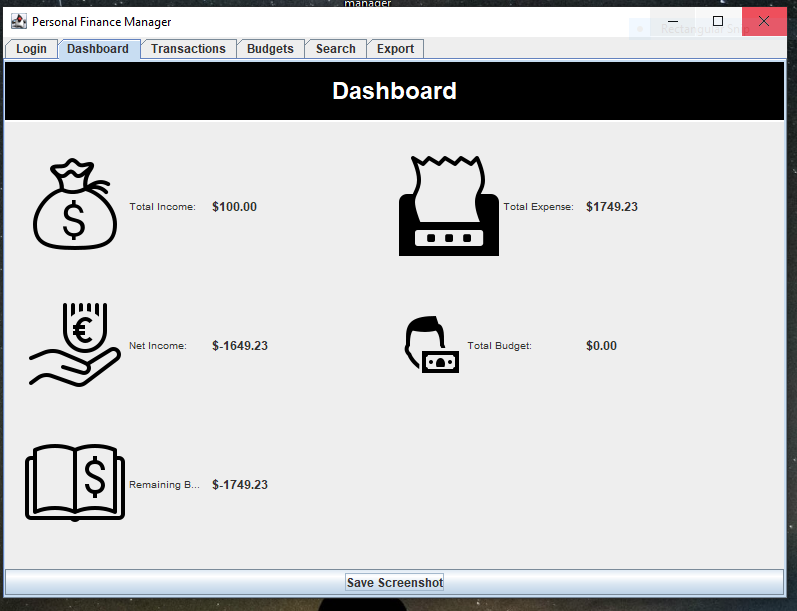 manager
Personal Finance Manager
Rectangular Snip
Login Dashboard Transactions Budgets Search Export
Dashboard
$ Total Income: $100.00
Total Expense: $1749.23
€ Net Income: $-1649.23
Total Budget: $0.00
$ Remaining B... $-1749.23
Save Screenshot